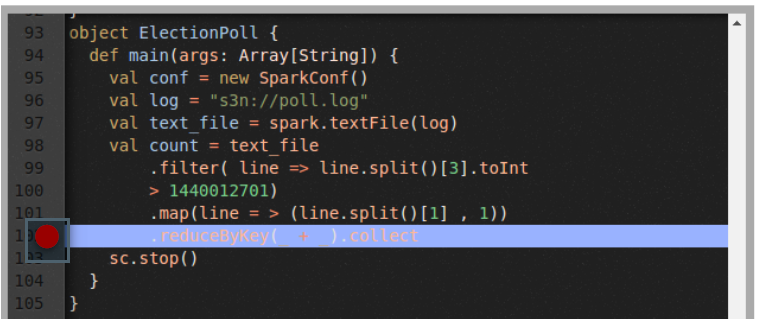 93 object ElectionPoll {
94 def main(args: Array[String]) {
95 val conf = new SparkConf()
96 val log = "s3n://poll.log"
97 val text_file = spark.textFile(log)
98 val count = text_file
99 .filter( line => line.split()[3].toInt
100 > 1440012701)
101 .map(line = > (line.split()[1] , 1))
.reduceByKey( + ).collect
103 sc.stop()
104 }
105 }